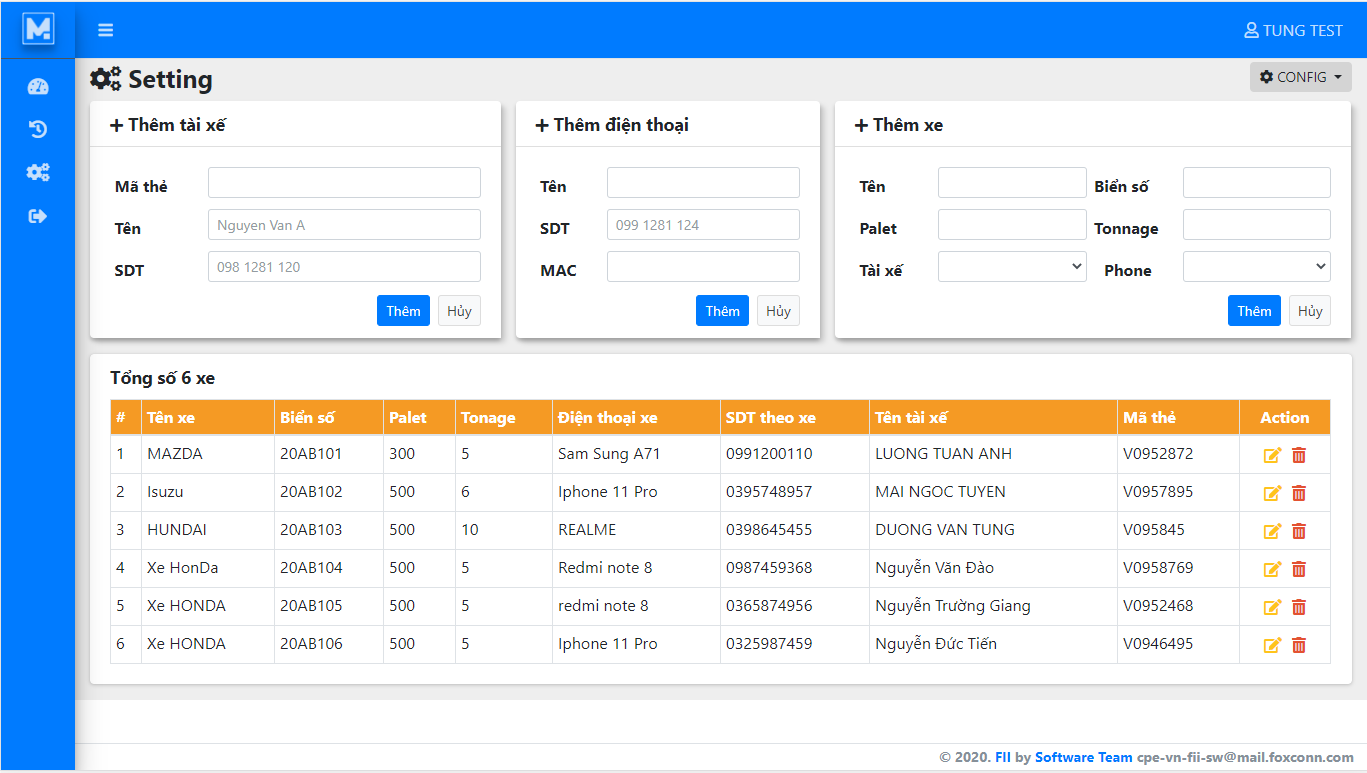 M.
TUNG TEST
Setting
CONFIG
Thêm tài xế
Mã thẻ
Tên Nguyen Van A
SDT 098 1281 120
Thêm Hủy
Thêm điện thoại
Tên
SDT 099 1281 124
MAC
Thêm Hủy
Thêm xe
Tên Biển số
Palet Tonnage
Tài xế Phone
Thêm Hủy
Tổng số 6 xe
# Tên xe Biển số Palet Tonage Điện thoại xe SDT theo xe Tên tài xế Mã thẻ Action
1 MAZDA 20AB101 300 5 Sam Sung A71 0991200110 LUONG TUAN ANH V0952872
2 Isuzu 20AB102 500 6 Iphone 11 Pro 0395748957 MAI NGOC TUYEN V0957895
3 HUNDAI 20AB103 500 10 REALME 0398645455 DUONG VAN TUNG V095845
4 Xe HonDa 20AB104 500 5 Redmi note 8 0987459368 Nguyễn Văn Đào V0958769
5 Xe HONDA 20AB105 500 5 redmi note 8 0365874956 Nguyễn Trường Giang V0952468
6 Xe HONDA 20AB106 500 5 Iphone 11 Pro 0325987459 Nguyễn Đức Tiến V0946495
© 2020. FII by Software Team cpe-vn-fii-sw@mail.foxconn.com